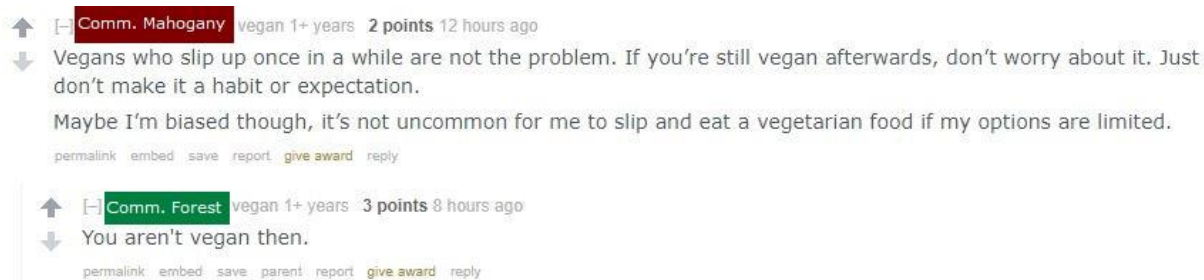 [–] Comm. Mahogany vegan 1+ years 2 points 12 hours ago
Vegans who slip up once in a while are not the problem. If you’re still vegan afterwards, don’t worry about it. Just
don’t make it a habit or expectation.
Maybe I’m biased though, it’s not uncommon for me to slip and eat a vegetarian food if my options are limited.
permalink embed save report give award reply
[–] Comm. Forest vegan 1+ years 3 points 8 hours ago
You aren't vegan then.
permalink embed save parent report give award reply